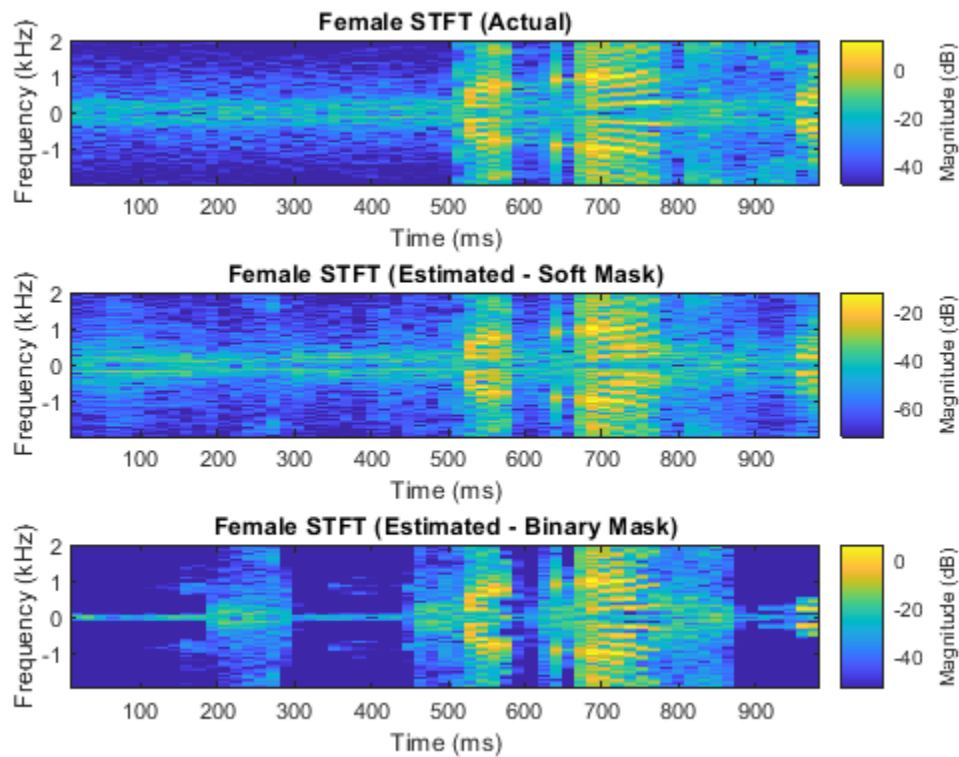 Female STFT (Actual)
Frequency (kHz)
2
1
0
-1
100 200 300 400 500 600 700 800 900
Time (ms)
0
-20
-40
Magnitude (dB)
Female STFT (Estimated - Soft Mask)
Frequency (kHz)
2
1
0
-1
100 200 300 400 500 600 700 800 900
Time (ms)
-20
-40
-60
Magnitude (dB)
Female STFT (Estimated - Binary Mask)
Frequency (kHz)
2
1
0
-1
100 200 300 400 500 600 700 800 900
Time (ms)
0
-20
-40
Magnitude (dB)